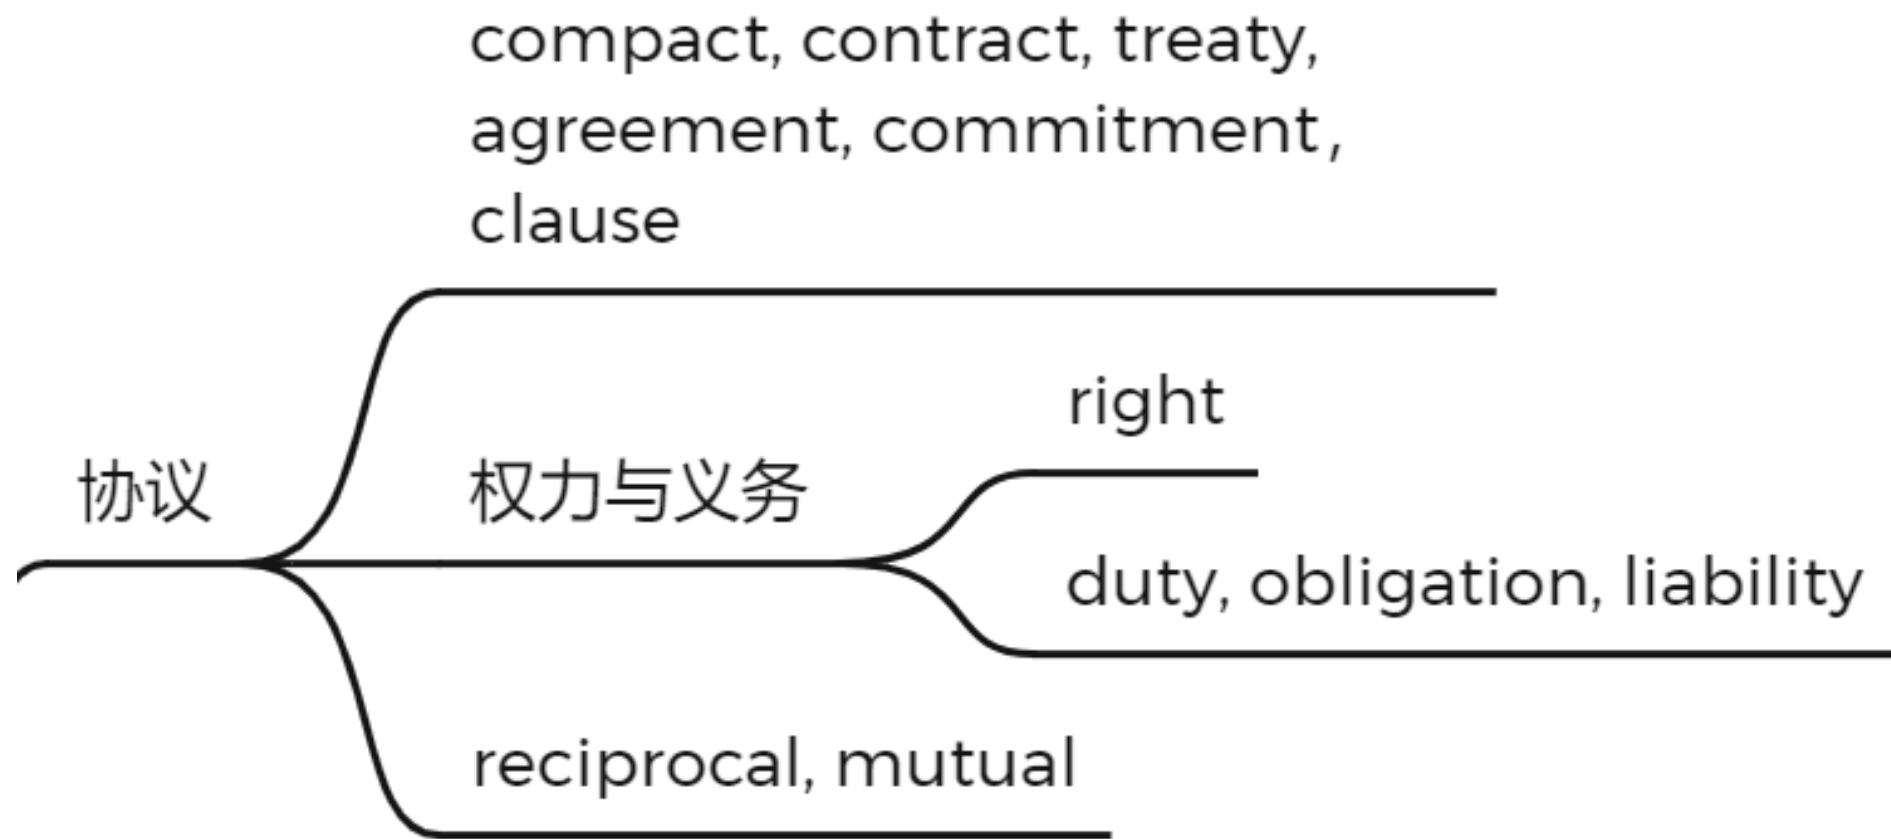 compact, contract, treaty,
agreement, commitment,
clause
协议
权力与义务
right
duty, obligation, liability
reciprocal, mutual